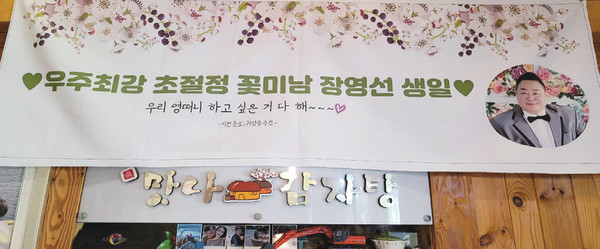 ♥우주최강 초절정 꽃미남 장영선 생일♥
우리 영떠니 하고 싶은 거 다 해~~~♡
맛나 감자탕